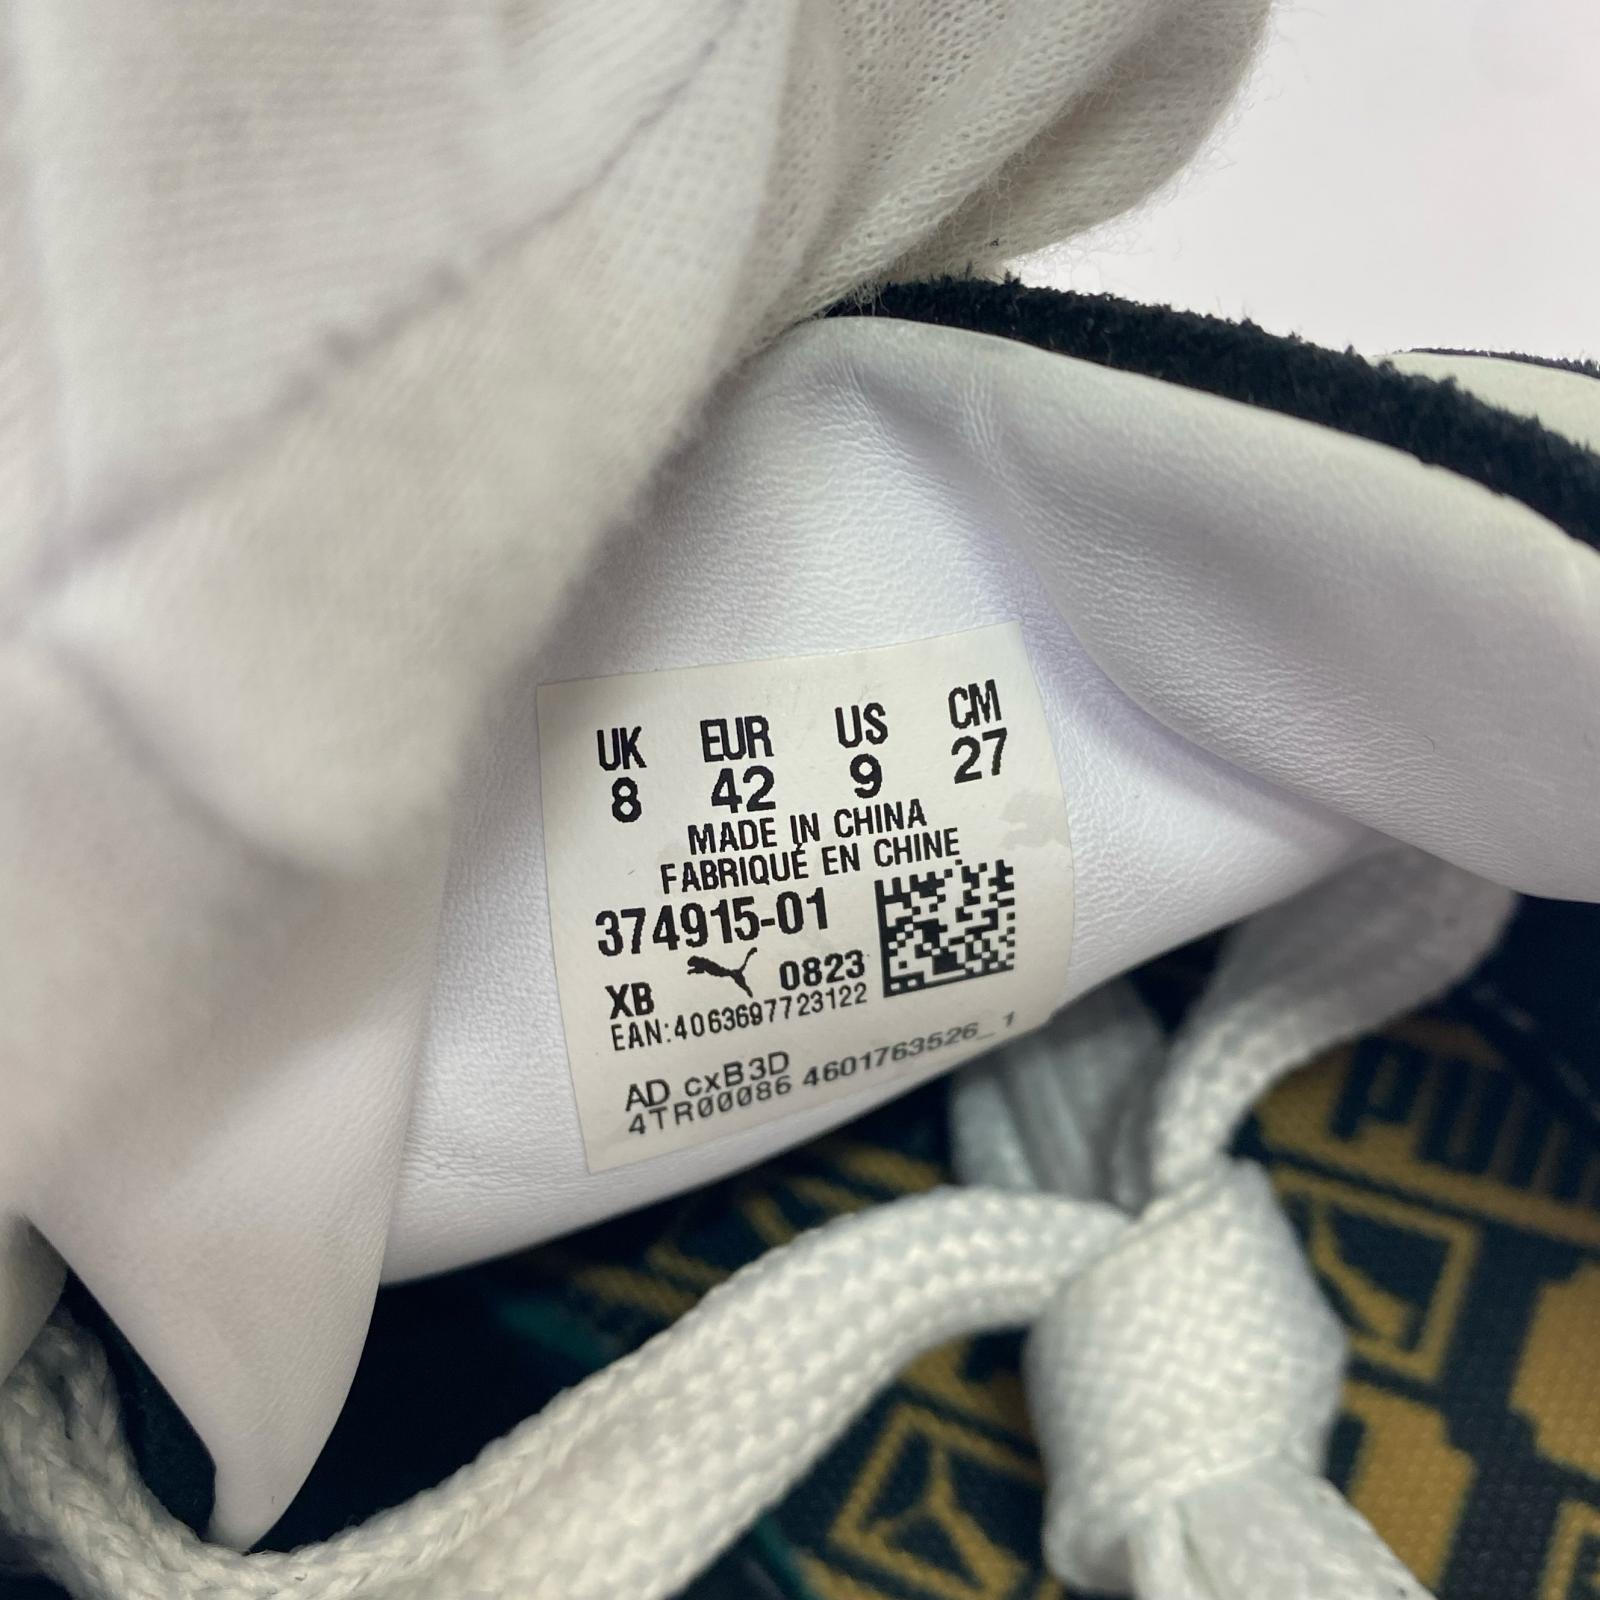 UK EUR US CM
8 42 9 27
MADE IN CHINA
FABRIQUÉ EN CHINE
374915-01
XB 0823
EAN:4063697723122
AD cxB3D
4TR00086 4601763526_1
PUMA